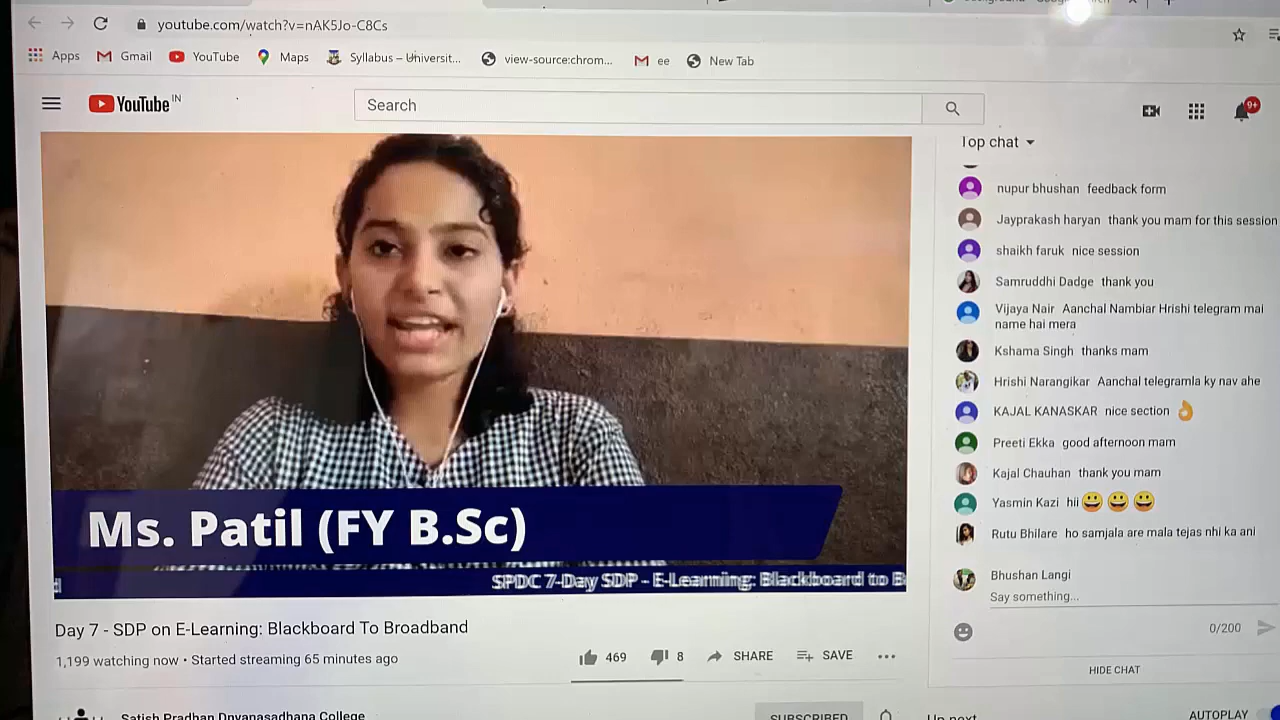 youtube.com/watch?v=nAK5Jo-C8Cs
Apps Gmail YouTube Maps Syllabus – Universit... view-source:chrom... ee New Tab
YouTube IN
Search
9+
Top chat
nupur bhushan feedback form
Jayprakash haryan thank you mam for this session
shaikh faruk nice session
Samruddhi Dadge thank you
Vijaya Nair Aanchal Nambiar Hrishi telegram mai
name hai mera
Kshama Singh thanks mam
Hrishi Narangikar Aanchal telegramla ky nav ahe
KAJAL KANASKAR nice section 👌
Preeti Ekka good afternoon mam
Kajal Chauhan thank you mam
Yasmin Kazi hii😀😀😀
Rutu Bhilare ho samjala are mala tejas nhi ka ani
Bhushan Langi
Say something...
0/200
HIDE CHAT
Ms. Patil (FY B.Sc)
SPDC 7-Day SDP - E-Learning: Blackboard to B
Day 7 - SDP on E-Learning: Blackboard To Broadband
1,199 watching now • Started streaming 65 minutes ago
469 8 SHARE SAVE
Satish Pradhan Dnyanasadhana College
SUBSCRIBED
Up next
AUTOPLAY